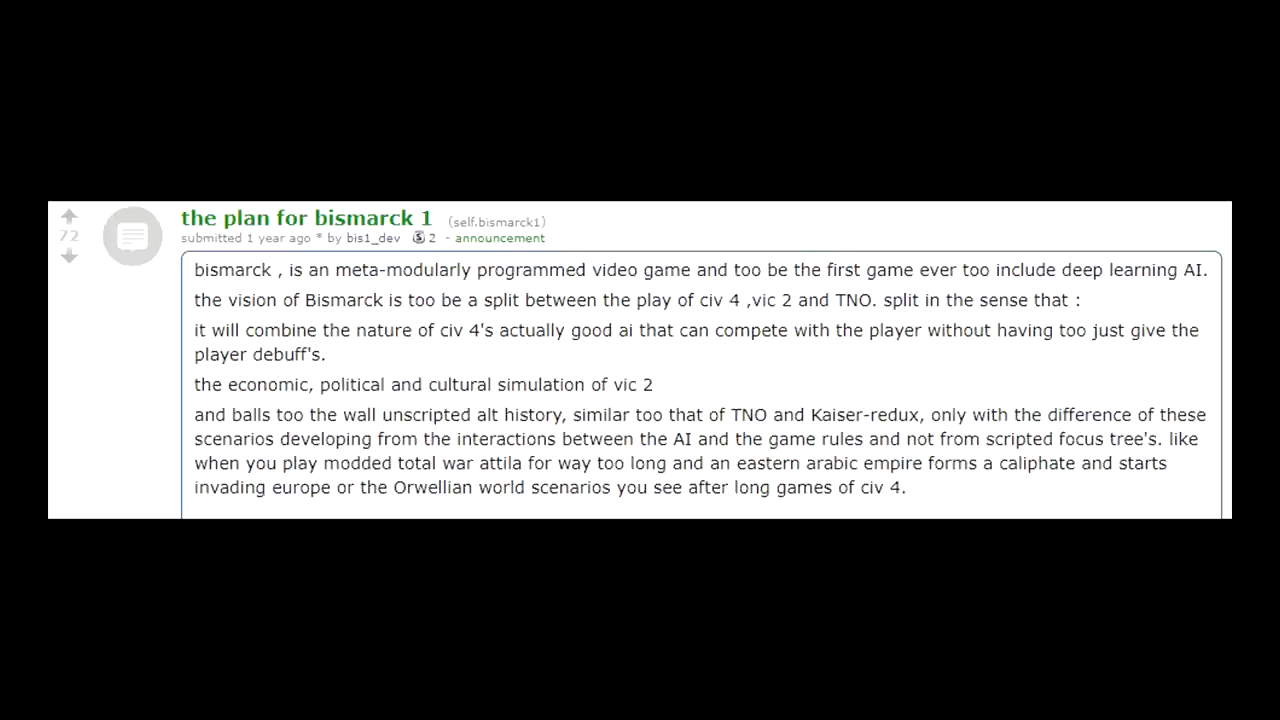 the plan for bismarck 1 (self.bismarck1)
72
submitted 1 year ago * by bis1_dev 2 - announcement
bismarck , is an meta-modularly programmed video game and too be the first game ever too include deep learning AI.
the vision of Bismarck is too be a split between the play of civ 4 ,vic 2 and TNO. split in the sense that :
it will combine the nature of civ 4's actually good ai that can compete with the player without having too just give the
player debuff's.
the economic, political and cultural simulation of vic 2
and balls too the wall unscripted alt history, similar too that of TNO and Kaiser-redux, only with the difference of these
scenarios developing from the interactions between the AI and the game rules and not from scripted focus tree's. like
when you play modded total war attila for way too long and an eastern arabic empire forms a caliphate and starts
invading europe or the Orwellian world scenarios you see after long games of civ 4.